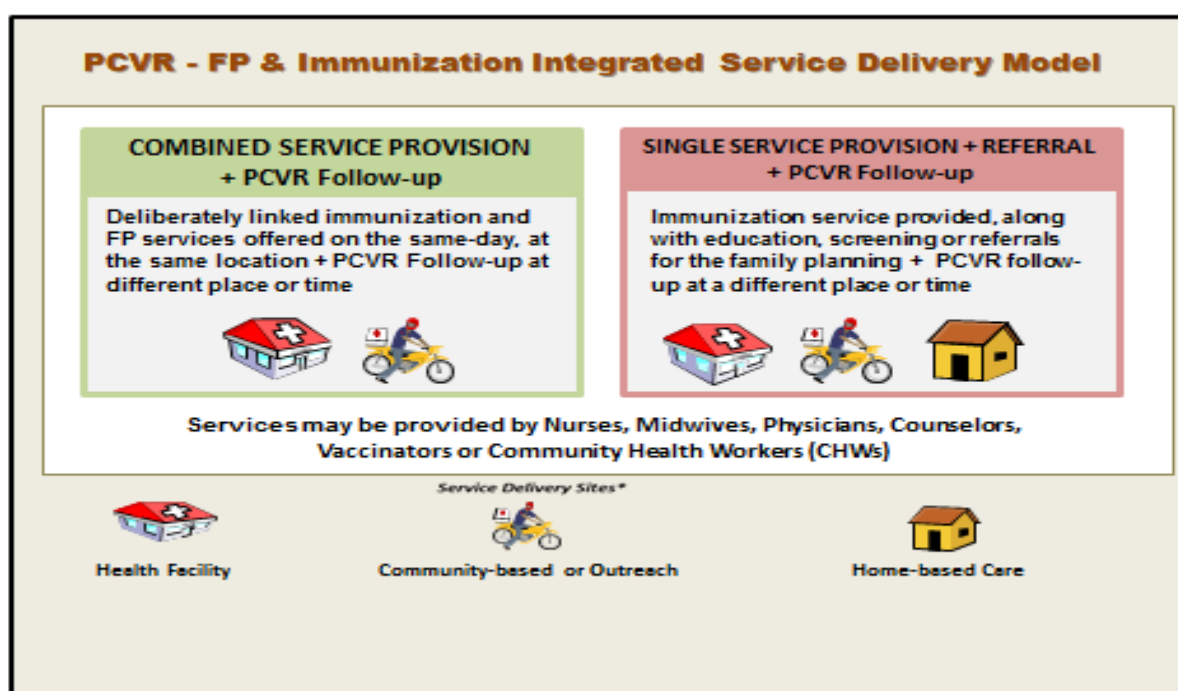 PCVR - FP & Immunization Integrated Service Delivery Model
COMBINED SERVICE PROVISION
+ PCVR Follow-up
Deliberately linked immunization and
FP services offered on the same-day, at
the same location + PCVR Follow-up at
different place or time
SINGLE SERVICE PROVISION + REFERRAL
+ PCVR Follow-up
Immunization service provided, along
with education, screening or referrals
for the family planning + PCVR follow-
up at a different place or time
Services may be provided by Nurses, Midwives, Physicians, Counselors,
Vaccinators or Community Health Workers (CHWs)
Service Delivery Sites*
Health Facility
Community-based or Outreach
Home-based Care